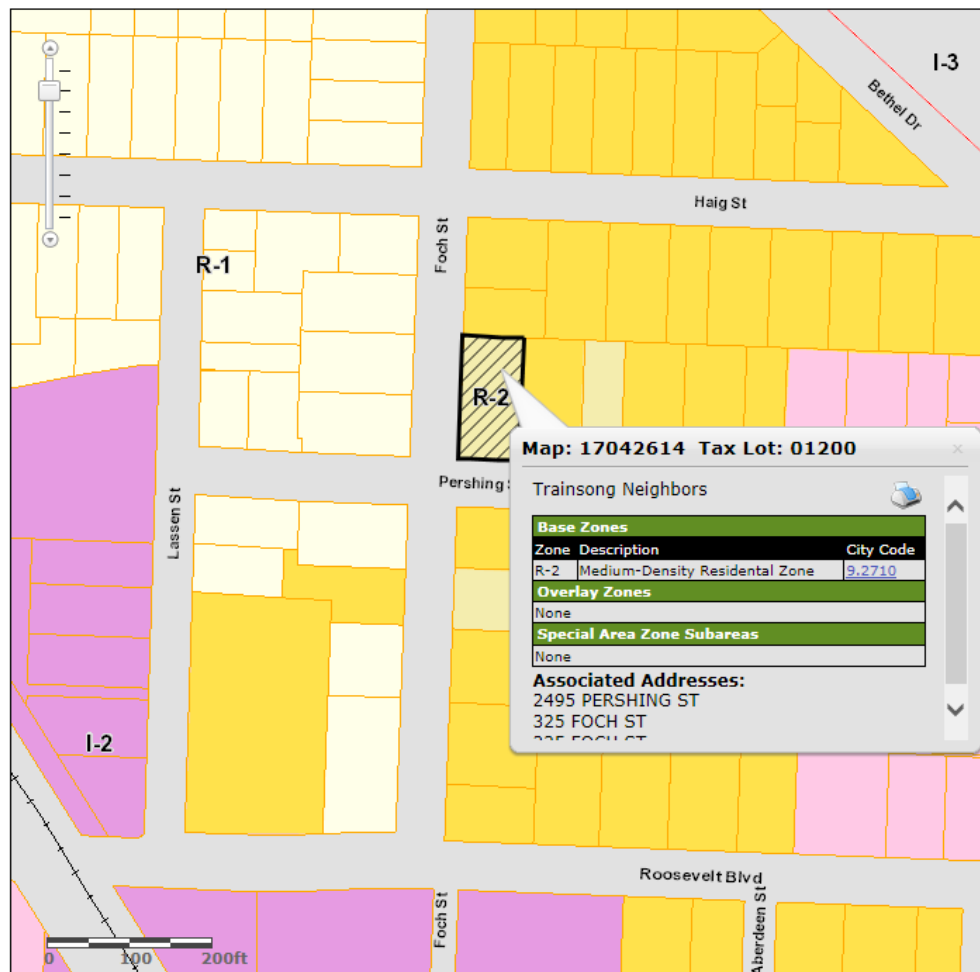 I-3
Bethel Dr
Haig St
Foch St
R-1
R-2
Map: 17042614 Tax Lot: 01200
Pershing
Trainsong Neighbors
Base Zones
Zone Description City Code
R-2 Medium-Density Residental Zone 9.2710
Overlay Zones
None
Special Area Zone Subareas
None
Associated Addresses:
2495 PERSHING ST
325 FOCH ST
Lassen St
I-2
Roosevelt Blvd
Foch St
Aberdeen St
0 100 200ft